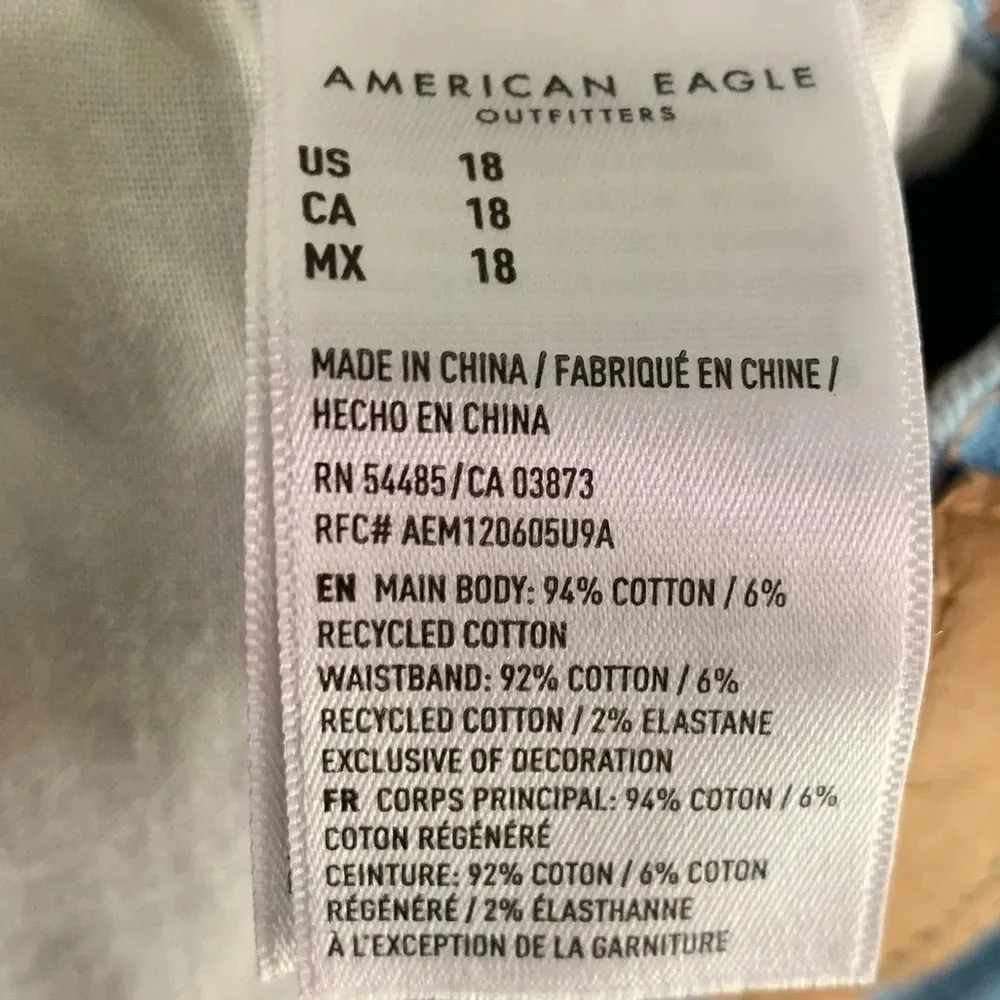 AMERICAN EAGLE
OUTFITTERS
US 18
CA 18
MX 18
MADE IN CHINA / FABRIQUÉ EN CHINE /
HECHO EN CHINA
RN 54485/CA 03873
RFC# AEM120605U9A
EN MAIN BODY: 94% COTTON / 6%
RECYCLED COTTON
WAISTBAND: 92% COTTON / 6%
RECYCLED COTTON / 2% ELASTANE
EXCLUSIVE OF DECORATION
FR CORPS PRINCIPAL: 94% COTON / 6%
COTON RÉGÉNÉRÉ
CEINTURE: 92% COTON / 6% COTON
RÉGÉNÉRÉ / 2% ÉLASTHANNE
À L'EXCEPTION DE LA GARNITURE